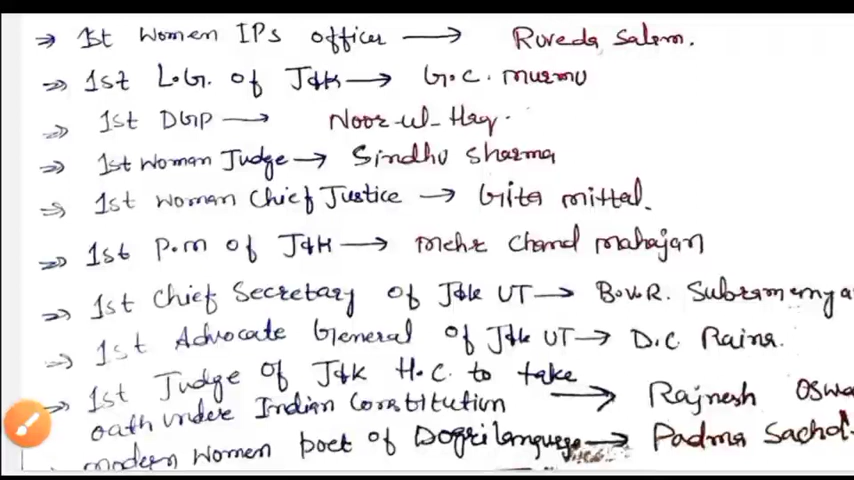 1st Women IPS officer → Ruveda Salam.
1st L.G. of J&K → G.C. Murmu
1st DGP → Noor-ul-Haq.
1st Woman Judge → Sindhu Sharma
1st Woman Chief Justice → Gita Mittal.
1st P.m of J&K → Mehr Chand Mahajan
1st Chief Secretary of J&K UT → B.V.R. Subramanya
1st Advocate General of J&K UT → D.C. Raina.
1st Judge of J&K H.C. to take
oath under Indian Constitution → Rajnesh Oswa
modern women poet of Dogri language → Padma Sachd